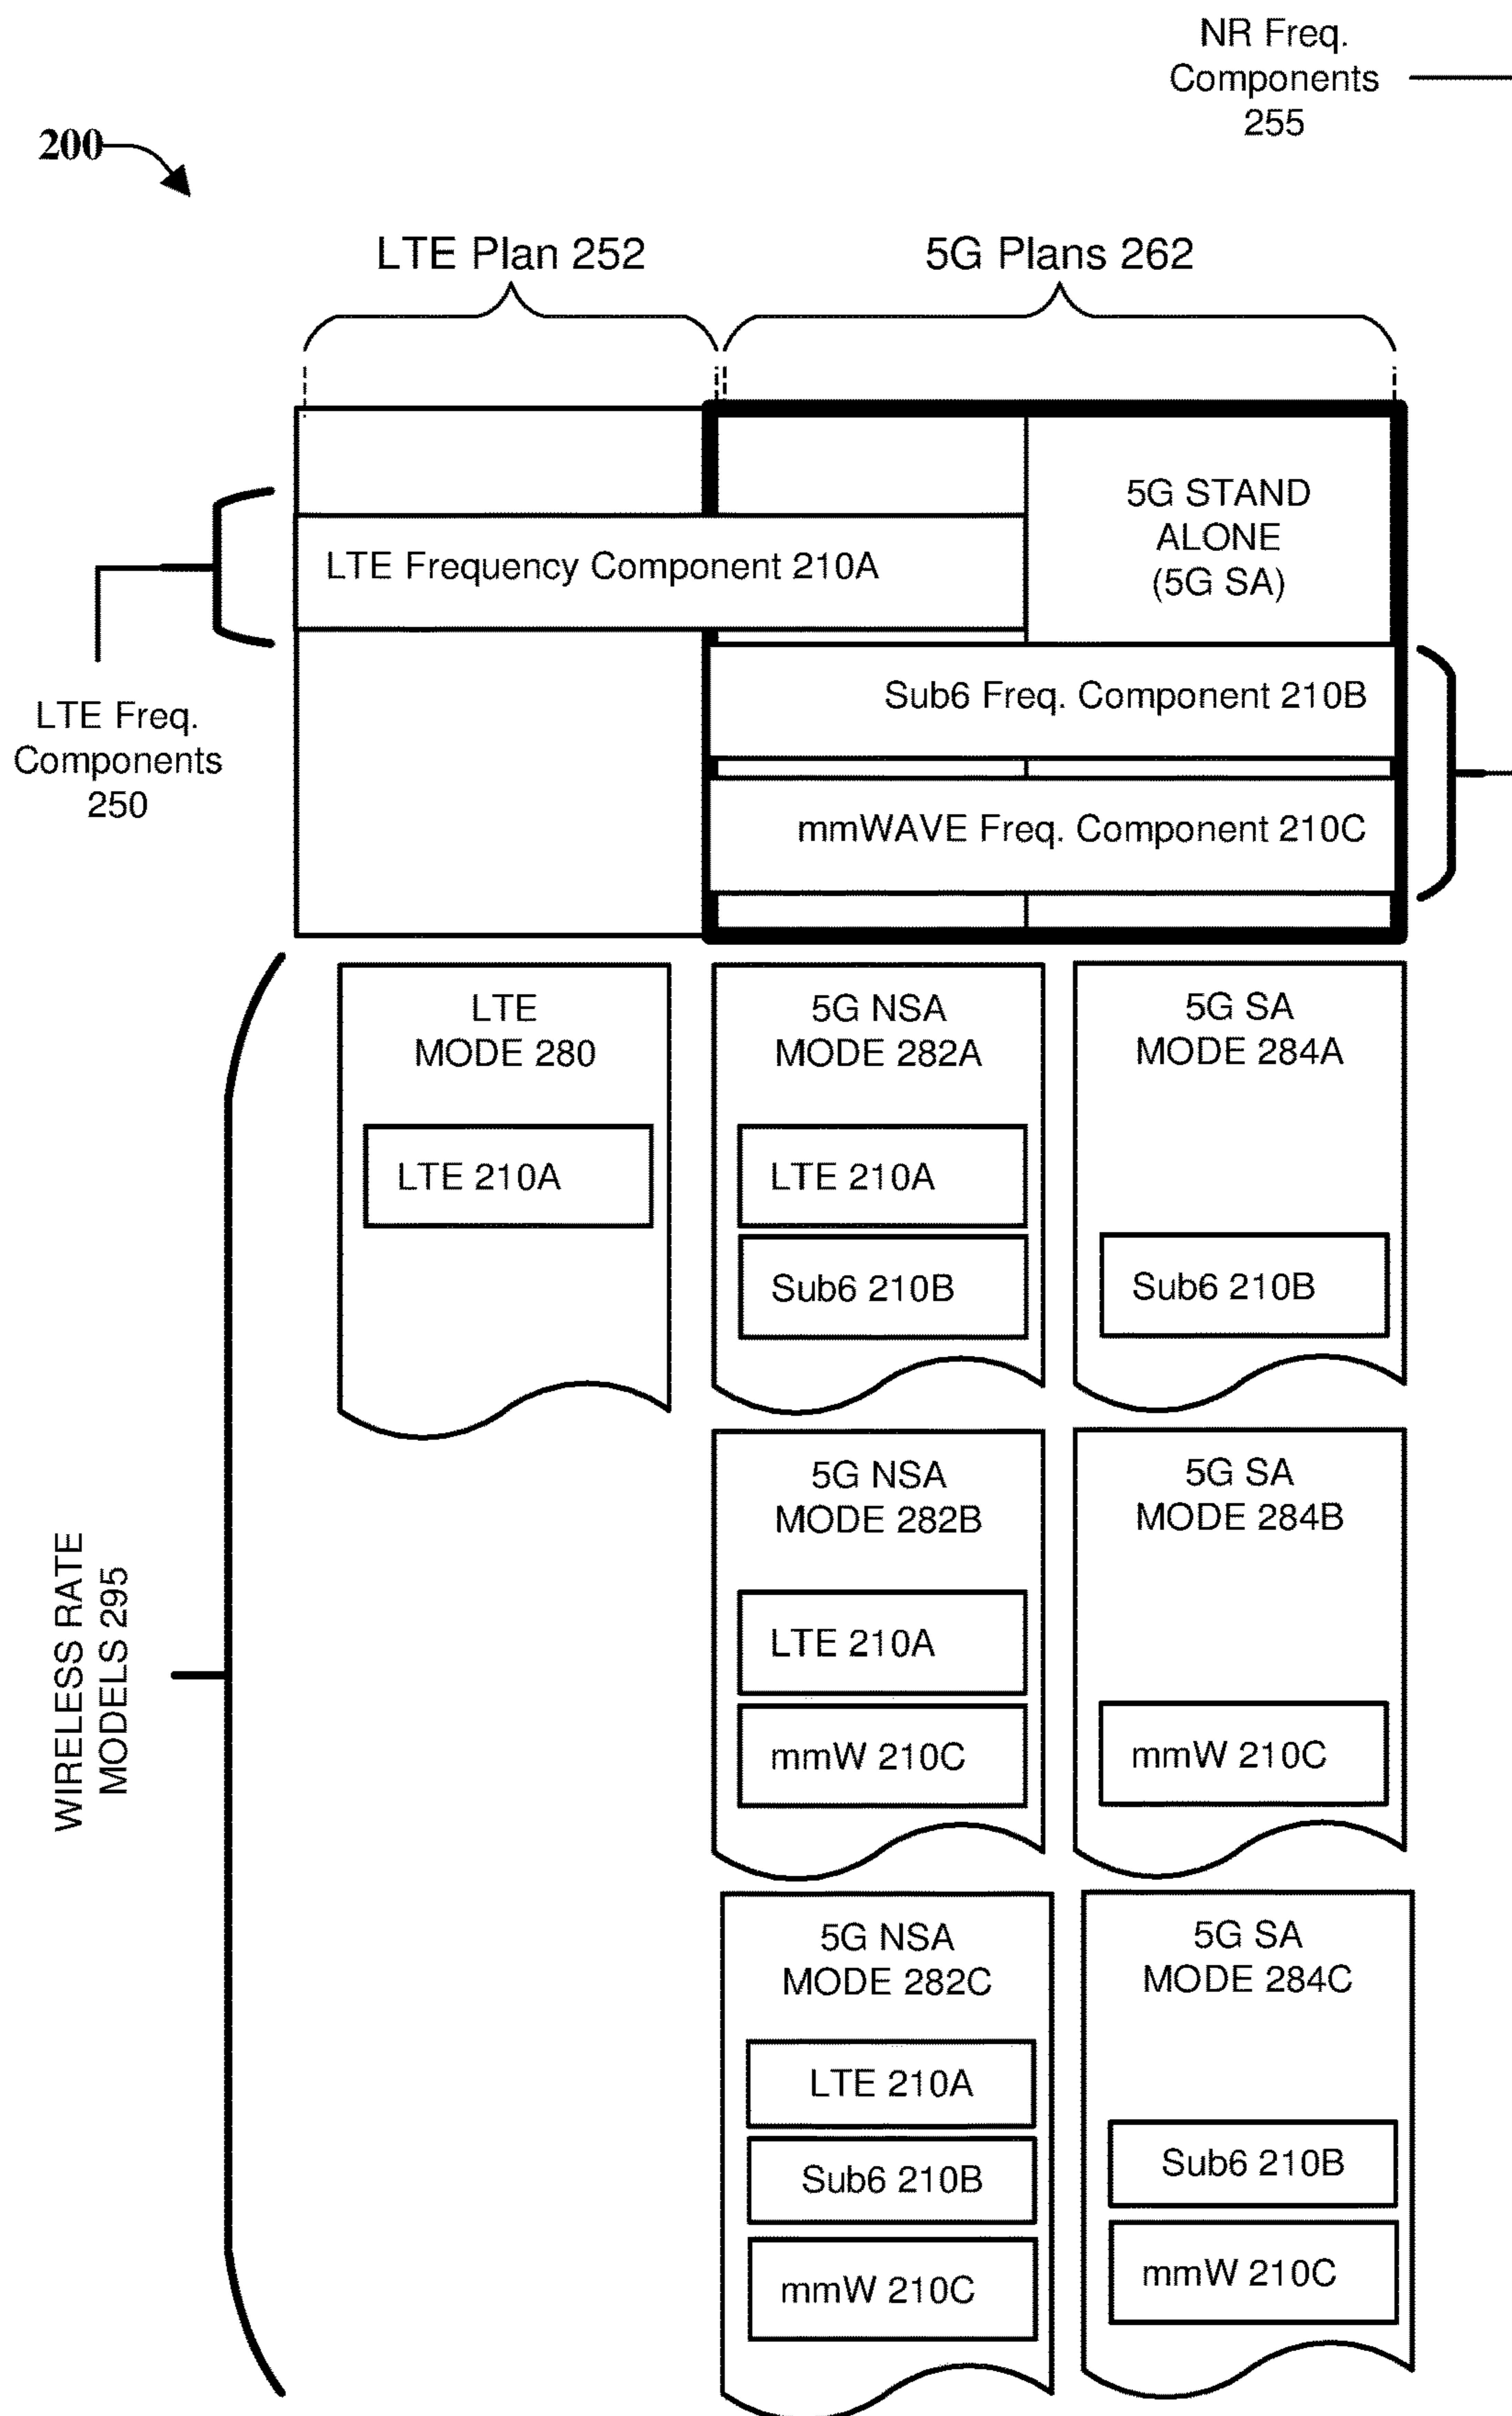 NR Freq.
Components
255
200
LTE Plan 252
5G Plans 262
5G STAND
ALONE
(5G SA)
LTE Frequency Component 210A
Sub6 Freq. Component 210B
mmWAVE Freq. Component 210C
LTE Freq.
Components
250
LTE
MODE 280
LTE 210A
5G NSA
MODE 282A
LTE 210A
Sub6 210B
5G SA
MODE 284A
Sub6 210B
WIRELESS RATE
MODELS 295
5G NSA
MODE 282B
LTE 210A
mmW 210C
5G SA
MODE 284B
mmW 210C
5G NSA
MODE 282C
LTE 210A
Sub6 210B
mmW 210C
5G SA
MODE 284C
Sub6 210B
mmW 210C